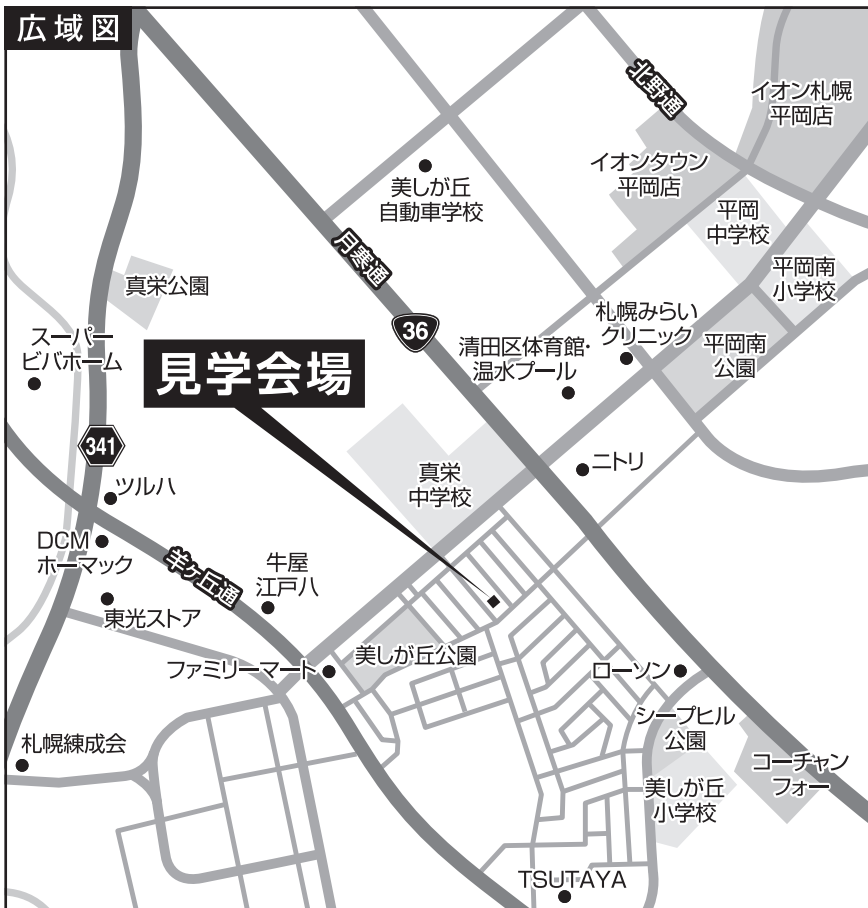 広域図
北野通
イオン札幌
平岡店
イオンタウン
平岡店
美しが丘
自動車学校
平岡
中学校
月寒通
平岡南
小学校
真栄公園
札幌みらい
クリニック
36
スーパー
ビバホーム
清田区体育館・
温水プール
平岡南
公園
見学会場
341
ニトリ
真栄
中学校
ツルハ
DCM
ホーマック
羊ヶ丘通
牛屋
江戸八
東光ストア
美しが丘公園
ファミリーマート
ローソン
シープヒル
公園
札幌練成会
コーチャン
フォー
美しが丘
小学校
TSUTAYA